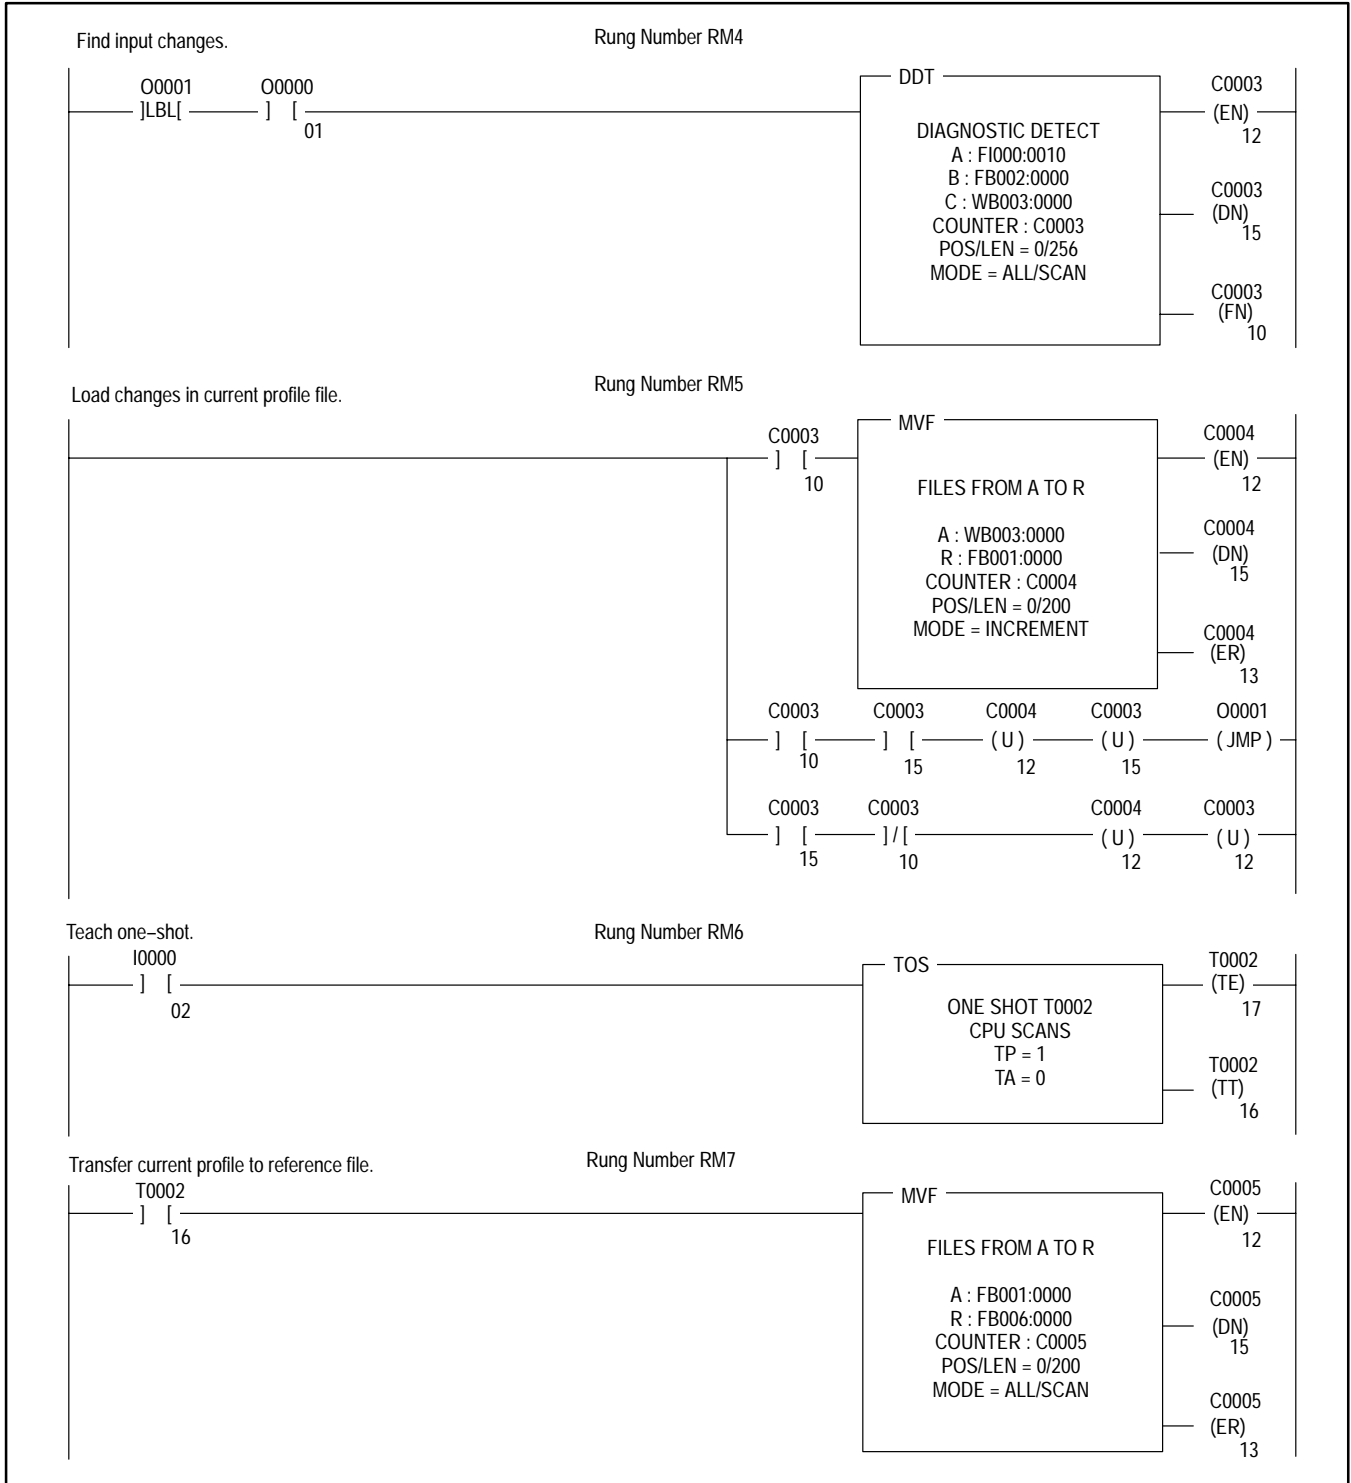 Find input changes.
Rung Number RM4
O0001
]LBL[
O0000
] [
01
DDT
DIAGNOSTIC DETECT
A : FI000:0010
B : FB002:0000
C : WB003:0000
COUNTER : C0003
POS/LEN = 0/256
MODE = ALL/SCAN
C0003
(EN)
12
C0003
(DN)
15
C0003
(FN)
10
Load changes in current profile file.
Rung Number RM5
C0003
] [
10
MVF
FILES FROM A TO R
A : WB003:0000
R : FB001:0000
COUNTER : C0004
POS/LEN = 0/200
MODE = INCREMENT
C0004
(EN)
12
C0004
(DN)
15
C0004
(ER)
13
C0003 C0003 C0004 C0003 O0001
] [ ] [ ( U ) ( U ) ( JMP )
10 15 12 15
C0003 C0003 C0004 C0003
] [ ] / [ ( U ) ( U )
15 10 12 12
Teach one–shot.
Rung Number RM6
I0000
] [
02
TOS
ONE SHOT T0002
CPU SCANS
TP = 1
TA = 0
T0002
(TE)
17
T0002
(TT)
16
Transfer current profile to reference file.
Rung Number RM7
T0002
] [
16
MVF
FILES FROM A TO R
A : FB001:0000
R : FB006:0000
COUNTER : C0005
POS/LEN = 0/200
MODE = ALL/SCAN
C0005
(EN)
12
C0005
(DN)
15
C0005
(ER)
13